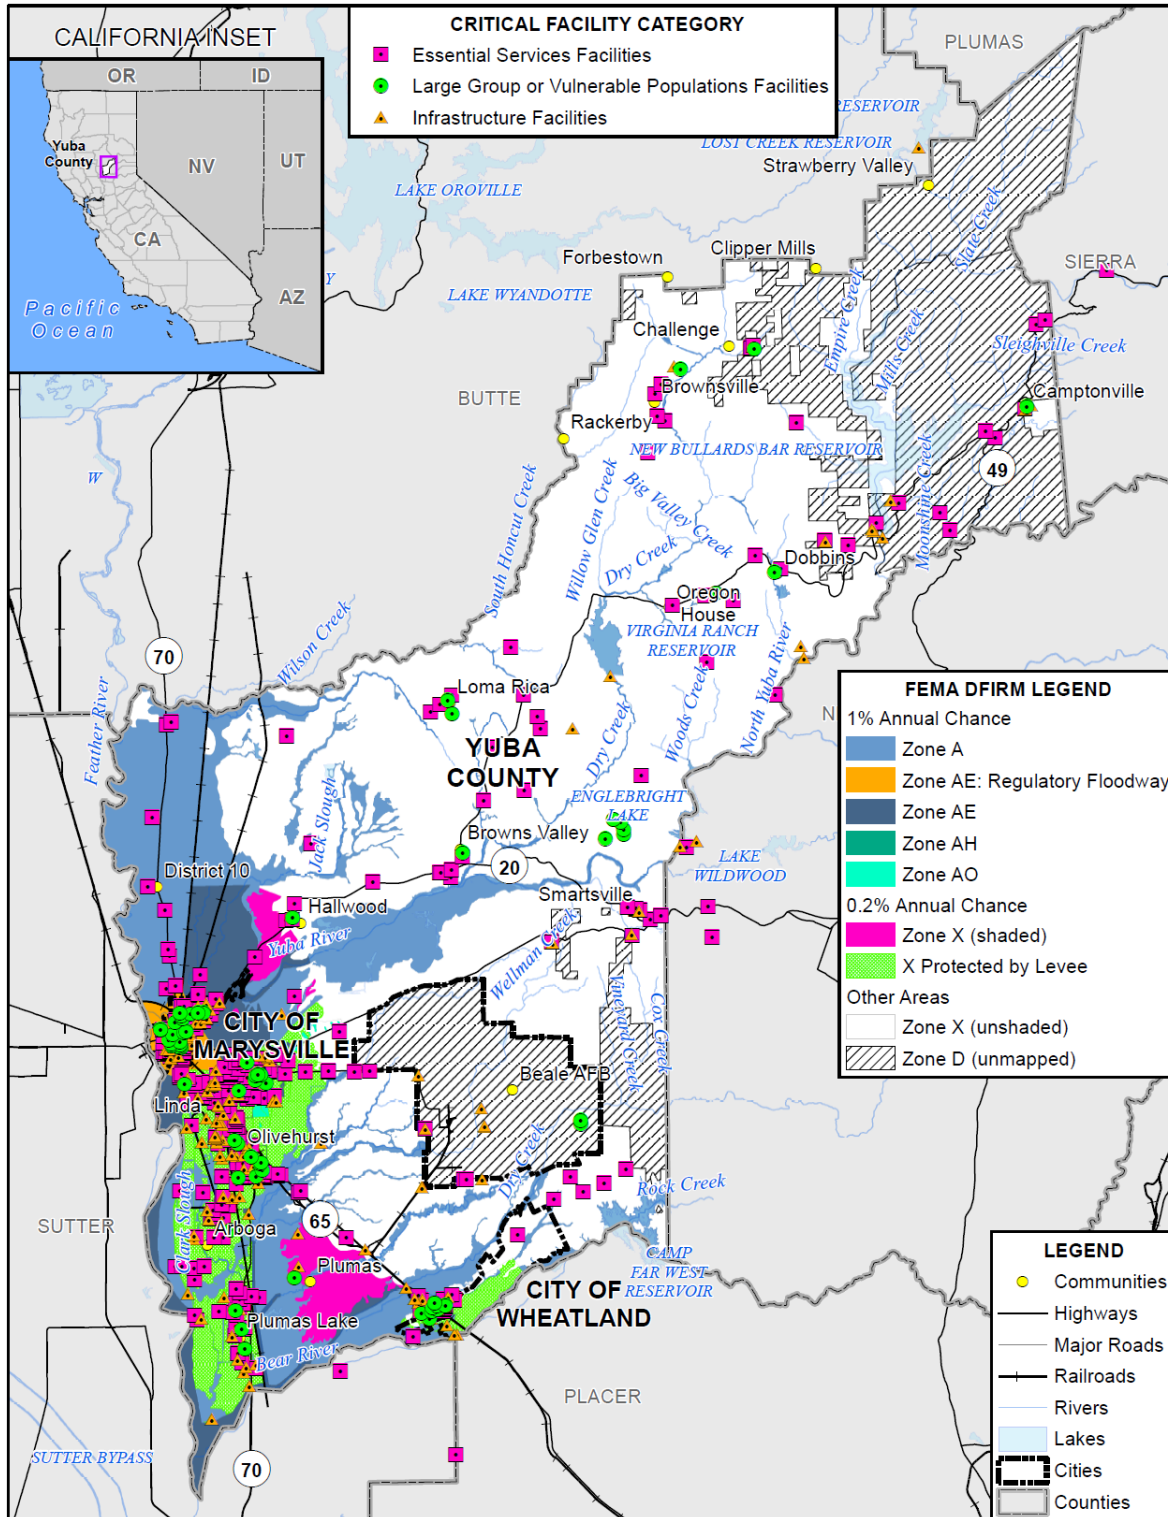 CALIFORNIA INSET
OR
ID
Yuba
County
NV
UT
CA
AZ
Pacific
Ocean
CRITICAL FACILITY CATEGORY
Essential Services Facilities
Large Group or Vulnerable Populations Facilities
Infrastructure Facilities
PLUMAS
RESERVOIR
LOST CREEK RESERVOIR
Strawberry Valley
LAKE OROVILLE
Slate Creek
Clipper Mills
Forbestown
SIERRA
Y
LAKE WYANDOTTE
Empire Creek
Mills Creek
Challenge
Sleighville Creek
BUTTE
Brownsville
Camptonville
Rackerby
NEW BULLARDS BAR RESERVOIR
49
W
Big Valley Creek
Willow Glen Creek
South Honcut Creek
Moonshine Creek
Dry Creek
Dobbins
Oregon
House
VIRGINIA RANCH
RESERVOIR
Wilson Creek
70
North Yuba River
Woods Creek
Feather River
Loma Rica
N
YUBA
COUNTY
Dry Creek
ENGLEBRIGHT
LAKE
Jack Slough
Browns Valley
20
LAKE
WILDWOOD
District 10
Smartsville
Hallwood
Yuba River
Wellman Creek
Vineyard Creek
Cox Creek
CITY OF
MARYSVILLE
Beale AFB
Linda
Olivehurst
Dry Creek
Rock Creek
Clark Slough
SUTTER
Arboga
65
Plumas
CAMP
FAR WEST
RESERVOIR
CITY OF
WHEATLAND
Plumas Lake
Bear River
PLACER
SUTTER BYPASS
70
FEMA DFIRM LEGEND
1% Annual Chance
Zone A
Zone AE: Regulatory Floodway
Zone AE
Zone AH
Zone AO
0.2% Annual Chance
Zone X (shaded)
X Protected by Levee
Other Areas
Zone X (unshaded)
Zone D (unmapped)
LEGEND
Communities
Highways
Major Roads
Railroads
Rivers
Lakes
Cities
Counties